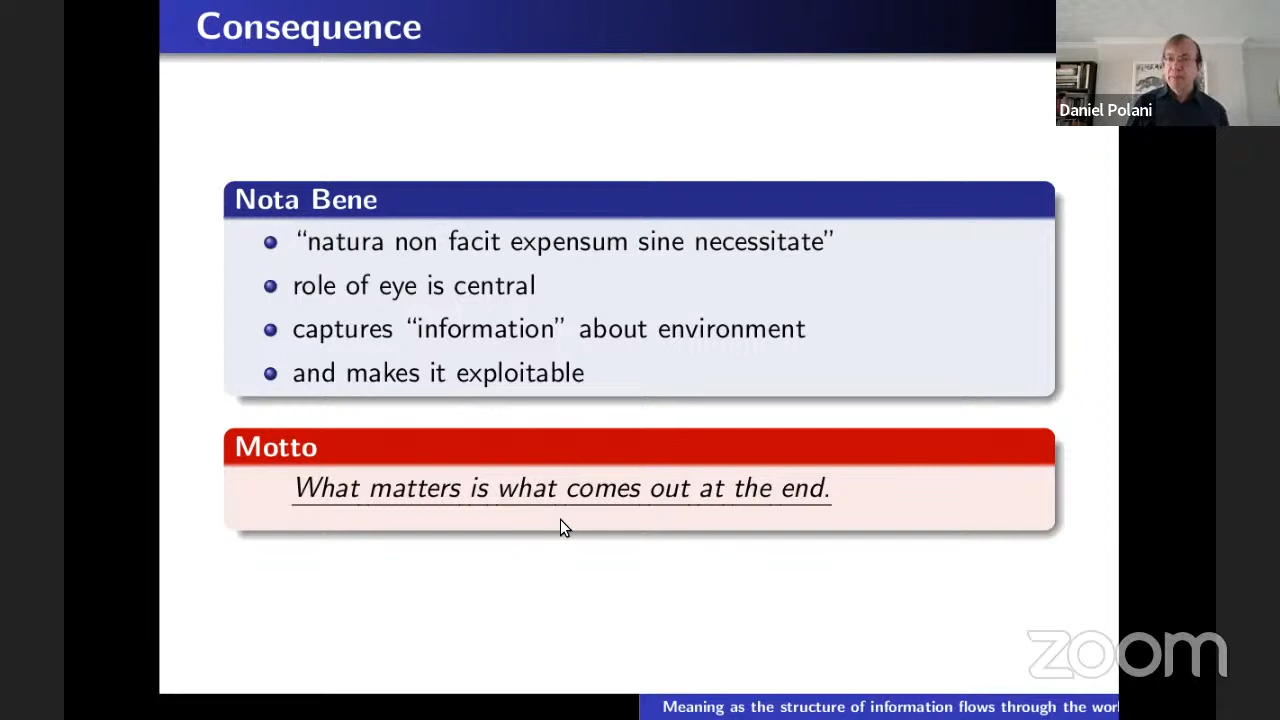 Consequence
Daniel Polani
Nota Bene
“natura non facit expensum sine necessitate”
role of eye is central
captures “information” about environment
and makes it exploitable
Motto
What matters is what comes out at the end.
zoom
Meaning as the structure of information flows through the wor